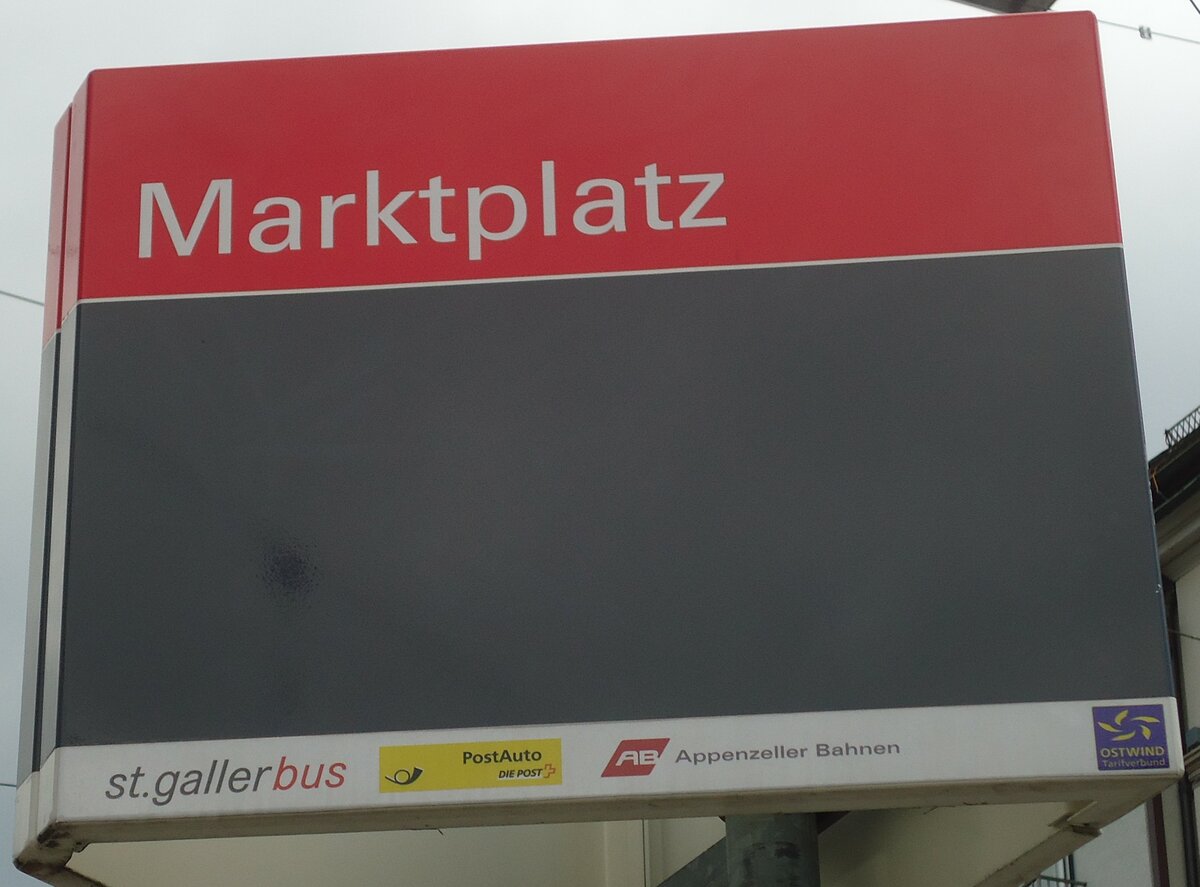 Marktplatz
st.gallerbus
PostAuto
DIE POST
AB Appenzeller Bahnen
OSTWIND
Tarifverbund